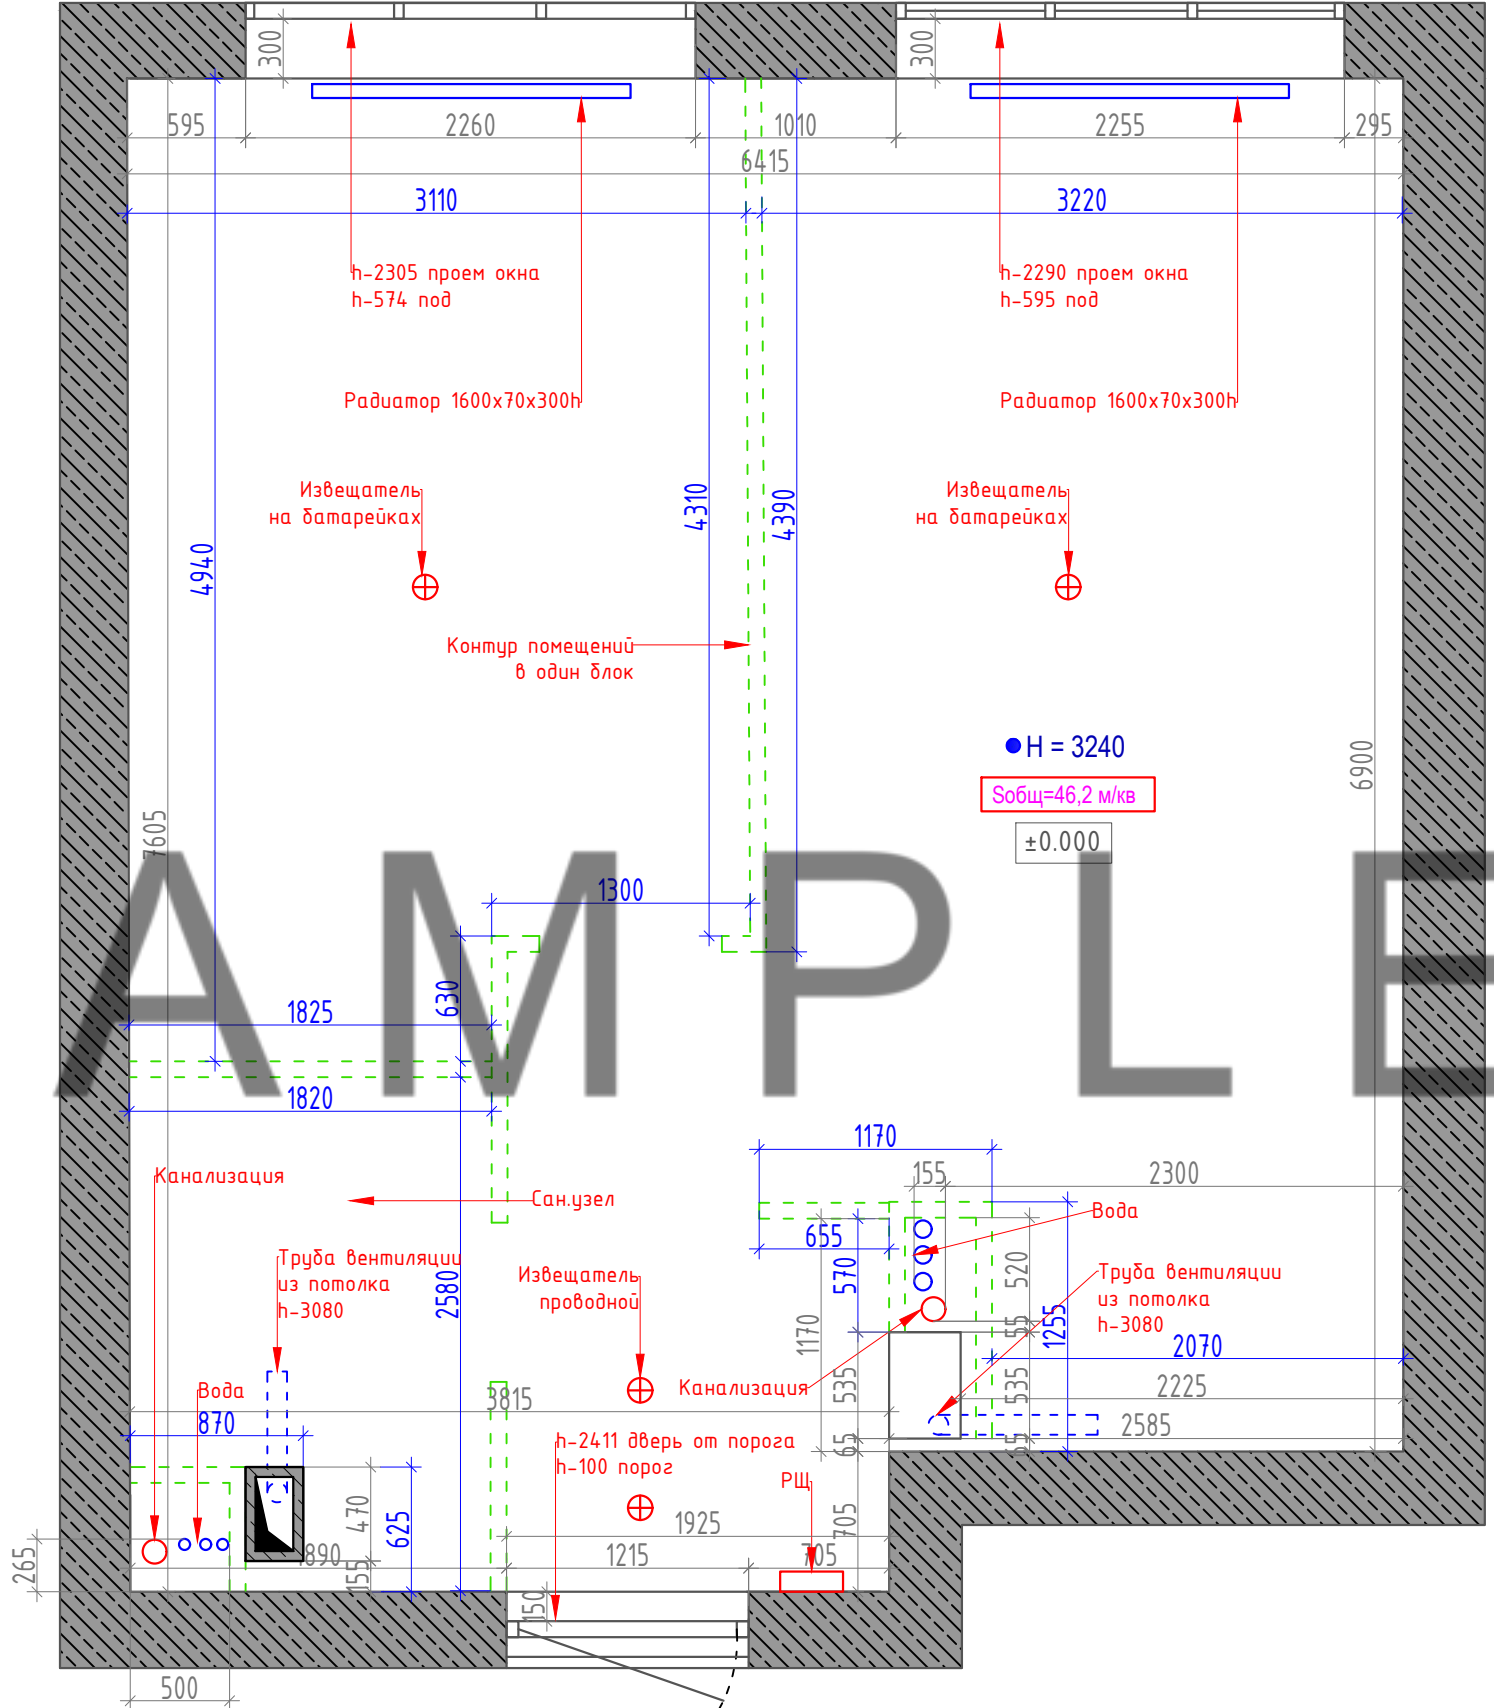 300
300
595
2260
1010
2255
295
6415
3110
3220
h-2305 проем окна
h-574 под
h-2290 проем окна
h-595 под
Радиатор 1600x70x300h
Радиатор 1600x70x300h
Извещатель
на батарейках
Извещатель
на батарейках
4310
4390
4940
Контур помещений
в один блок
H = 3240
Sобщ=46,2 м/кв
±0.000
6900
7605
AMPLE
1300
630
1825
1820
1170
155
2300
Канализация
Сан.узел
Вода
655
570
520
Труба вентиляции
из потолка
h-3080
Извещатель
проводной
Труба вентиляции
из потолка
h-3080
2580
55
1255
1170
2070
Канализация
535
535
2225
Вода
3815
870
2585
65
65
h-2411 дверь от порога
h-100 порог
РЩ
470
625
1925
705
265
1890
155
1215
705
150
500